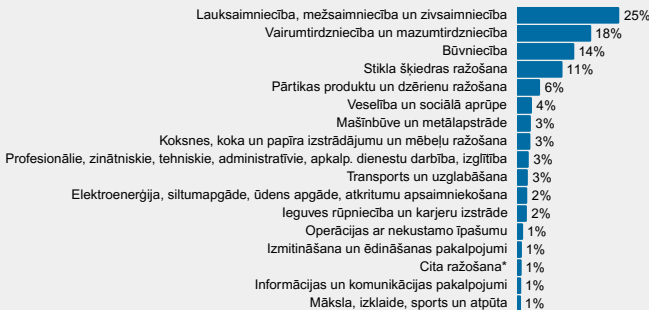 Lauksaimniecība, mežsaimniecība un zivsaimniecība 25%
Vairumtirdzniecība un mazumtirdzniecība 18%
Būvniecība 14%
Stikla šķiedras ražošana 11%
Pārtikas produktu un dzērienu ražošana 6%
Veselība un sociālā aprūpe 4%
Mašīnbūve un metālapstrāde 3%
Koksnes, koka un papīra izstrādājumu un mēbeļu ražošana 3%
Profesionālie, zinātniskie, tehniskie, administratīvie, apkalp. dienestu darbība, izglītība 3%
Transports un uzglabāšana 3%
Elektroenerģija, siltumapgāde, ūdens apgāde, atkritumu apsaimniekošana 2%
Ieguves rūpniecība un karjeru izstrāde 2%
Operācijas ar nekustamo īpašumu 1%
Izmitināšana un ēdināšanas pakalpojumi 1%
Cita ražošana* 1%
Informācijas un komunikācijas pakalpojumi 1%
Māksla, izklaide, sports un atpūta 1%